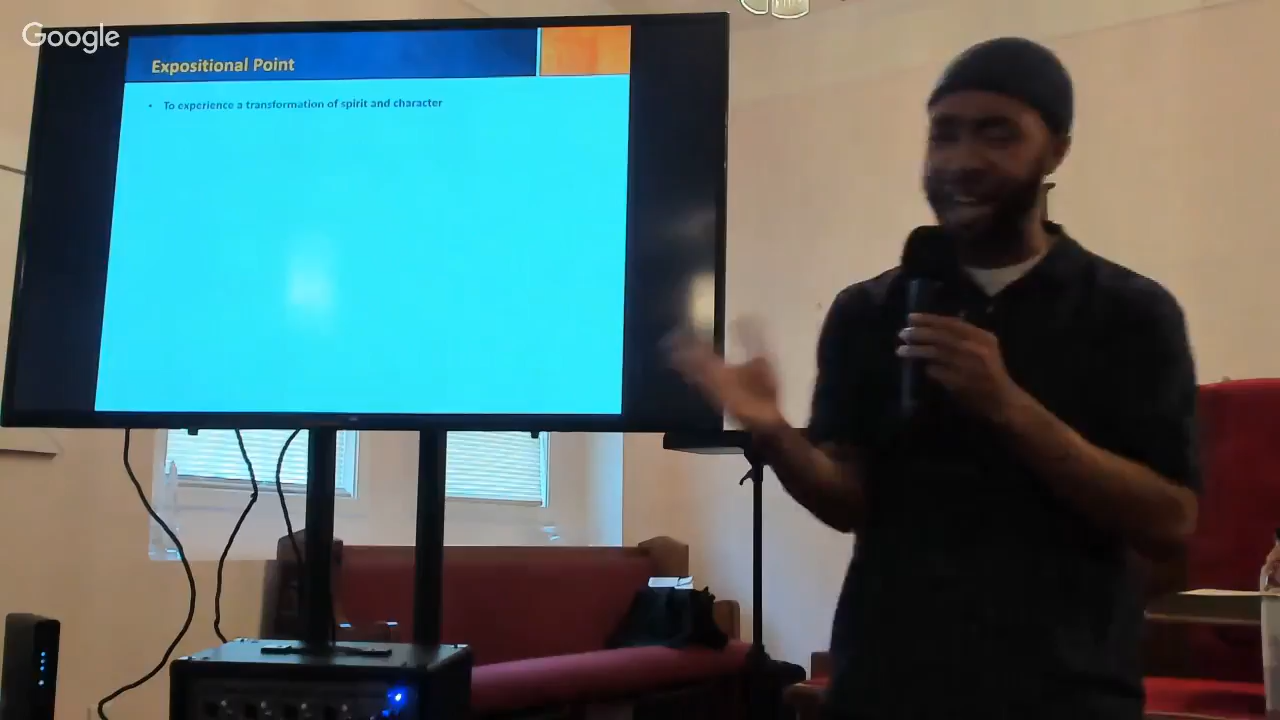 Google
Expositional Point
• To experience a transformation of spirit and character